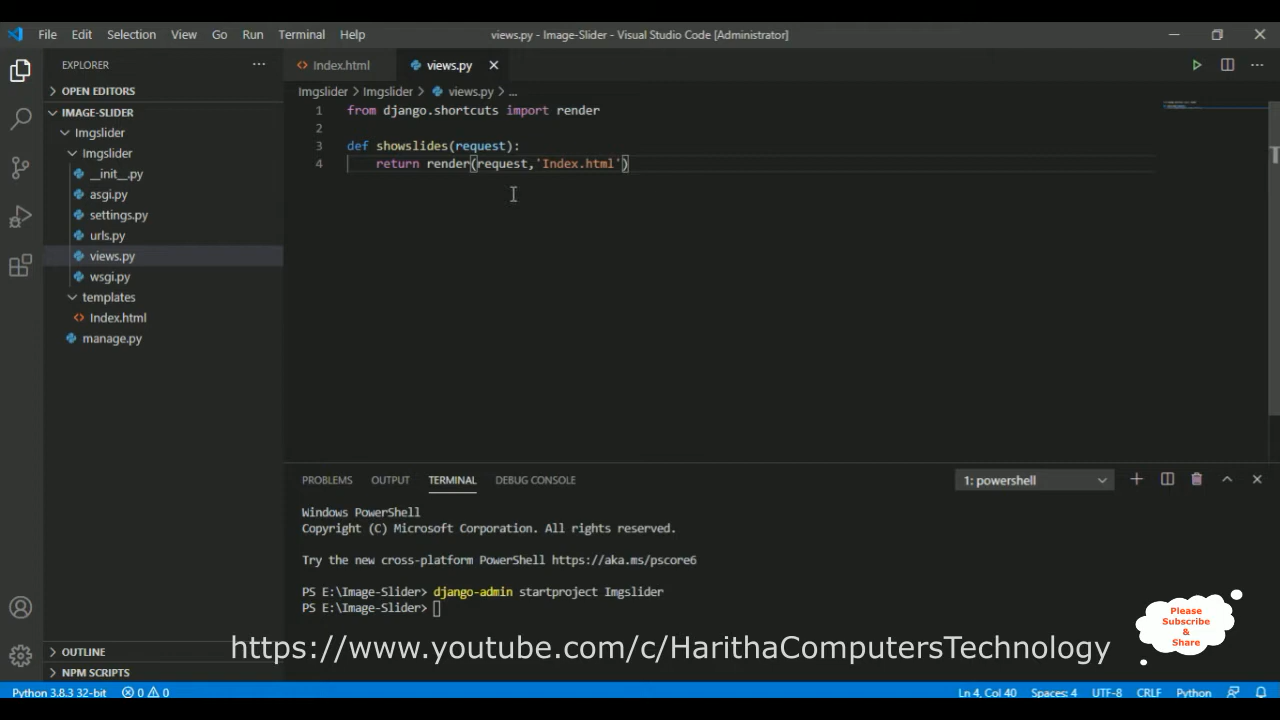 File Edit Selection View Go Run Terminal Help
views.py - Image-Slider - Visual Studio Code [Administrator]
EXPLORER
Index.html
views.py
OPEN EDITORS
IMAGE-SLIDER
Imgslider
Imgslider
__init__.py
asgi.py
settings.py
urls.py
views.py
wsgi.py
templates
Index.html
manage.py
OUTLINE
NPM SCRIPTS
Imgslider > Imgslider > views.py > ...
1 from django.shortcuts import render
2
3 def showslides(request):
4 return render(request,'Index.html')
PROBLEMS OUTPUT TERMINAL DEBUG CONSOLE
1: powershell
Windows PowerShell
Copyright (C) Microsoft Corporation. All rights reserved.
Try the new cross-platform PowerShell https://aka.ms/pscore6
PS E:\Image-Slider> django-admin startproject Imgslider
PS E:\Image-Slider>
Please
Subscribe
&
Share
https://www.youtube.com/c/HarithaComputersTechnology
Python 3.8.3 32-bit 0 0
Ln 4, Col 40 Spaces: 4 UTF-8 CRLF Python